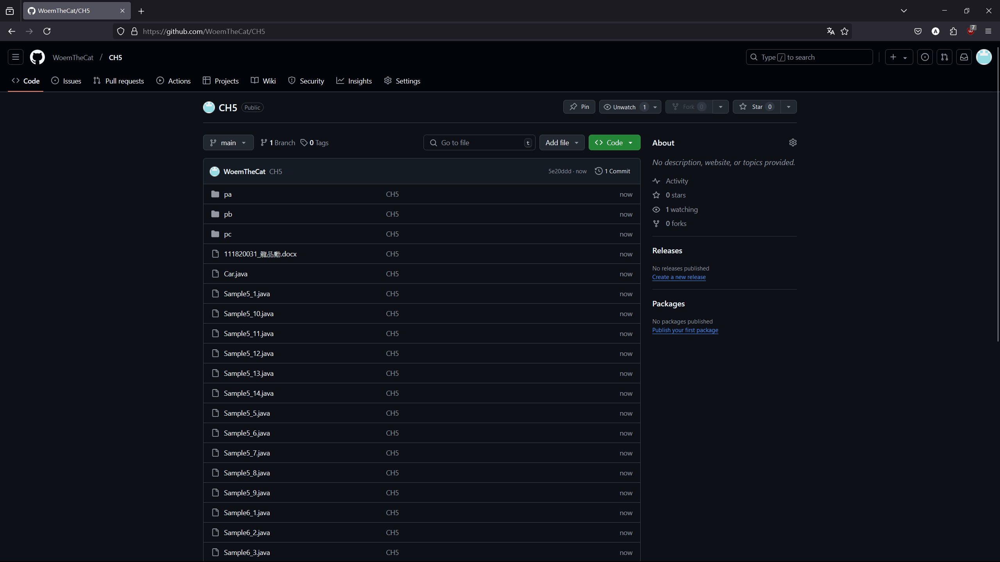 WoemTheCat/CH5
https://github.com/WoemTheCat/CH5
7
WoemTheCat / CH5
Type / to search
Code Issues Pull requests Actions Projects Wiki Security Insights Settings
CH5 Public
Pin Unwatch 1 Fork 0 Star 0
main 1 Branch 0 Tags Go to file t Add file Code
WoemTheCat CH5 5e20ddd · now 1 Commit
pa CH5 now
pb CH5 now
pc CH5 now
111820031_龍品勳.docx CH5 now
Car.java CH5 now
Sample5_1.java CH5 now
Sample5_10.java CH5 now
Sample5_11.java CH5 now
Sample5_12.java CH5 now
Sample5_13.java CH5 now
Sample5_14.java CH5 now
Sample5_5.java CH5 now
Sample5_6.java CH5 now
Sample5_7.java CH5 now
Sample5_8.java CH5 now
Sample5_9.java CH5 now
Sample6_1.java CH5 now
Sample6_2.java CH5 now
Sample6_3.java CH5 now
About
No description, website, or topics provided.
Activity
0 stars
1 watching
0 forks
Releases
No releases published
Create a new release
Packages
No packages published
Publish your first package